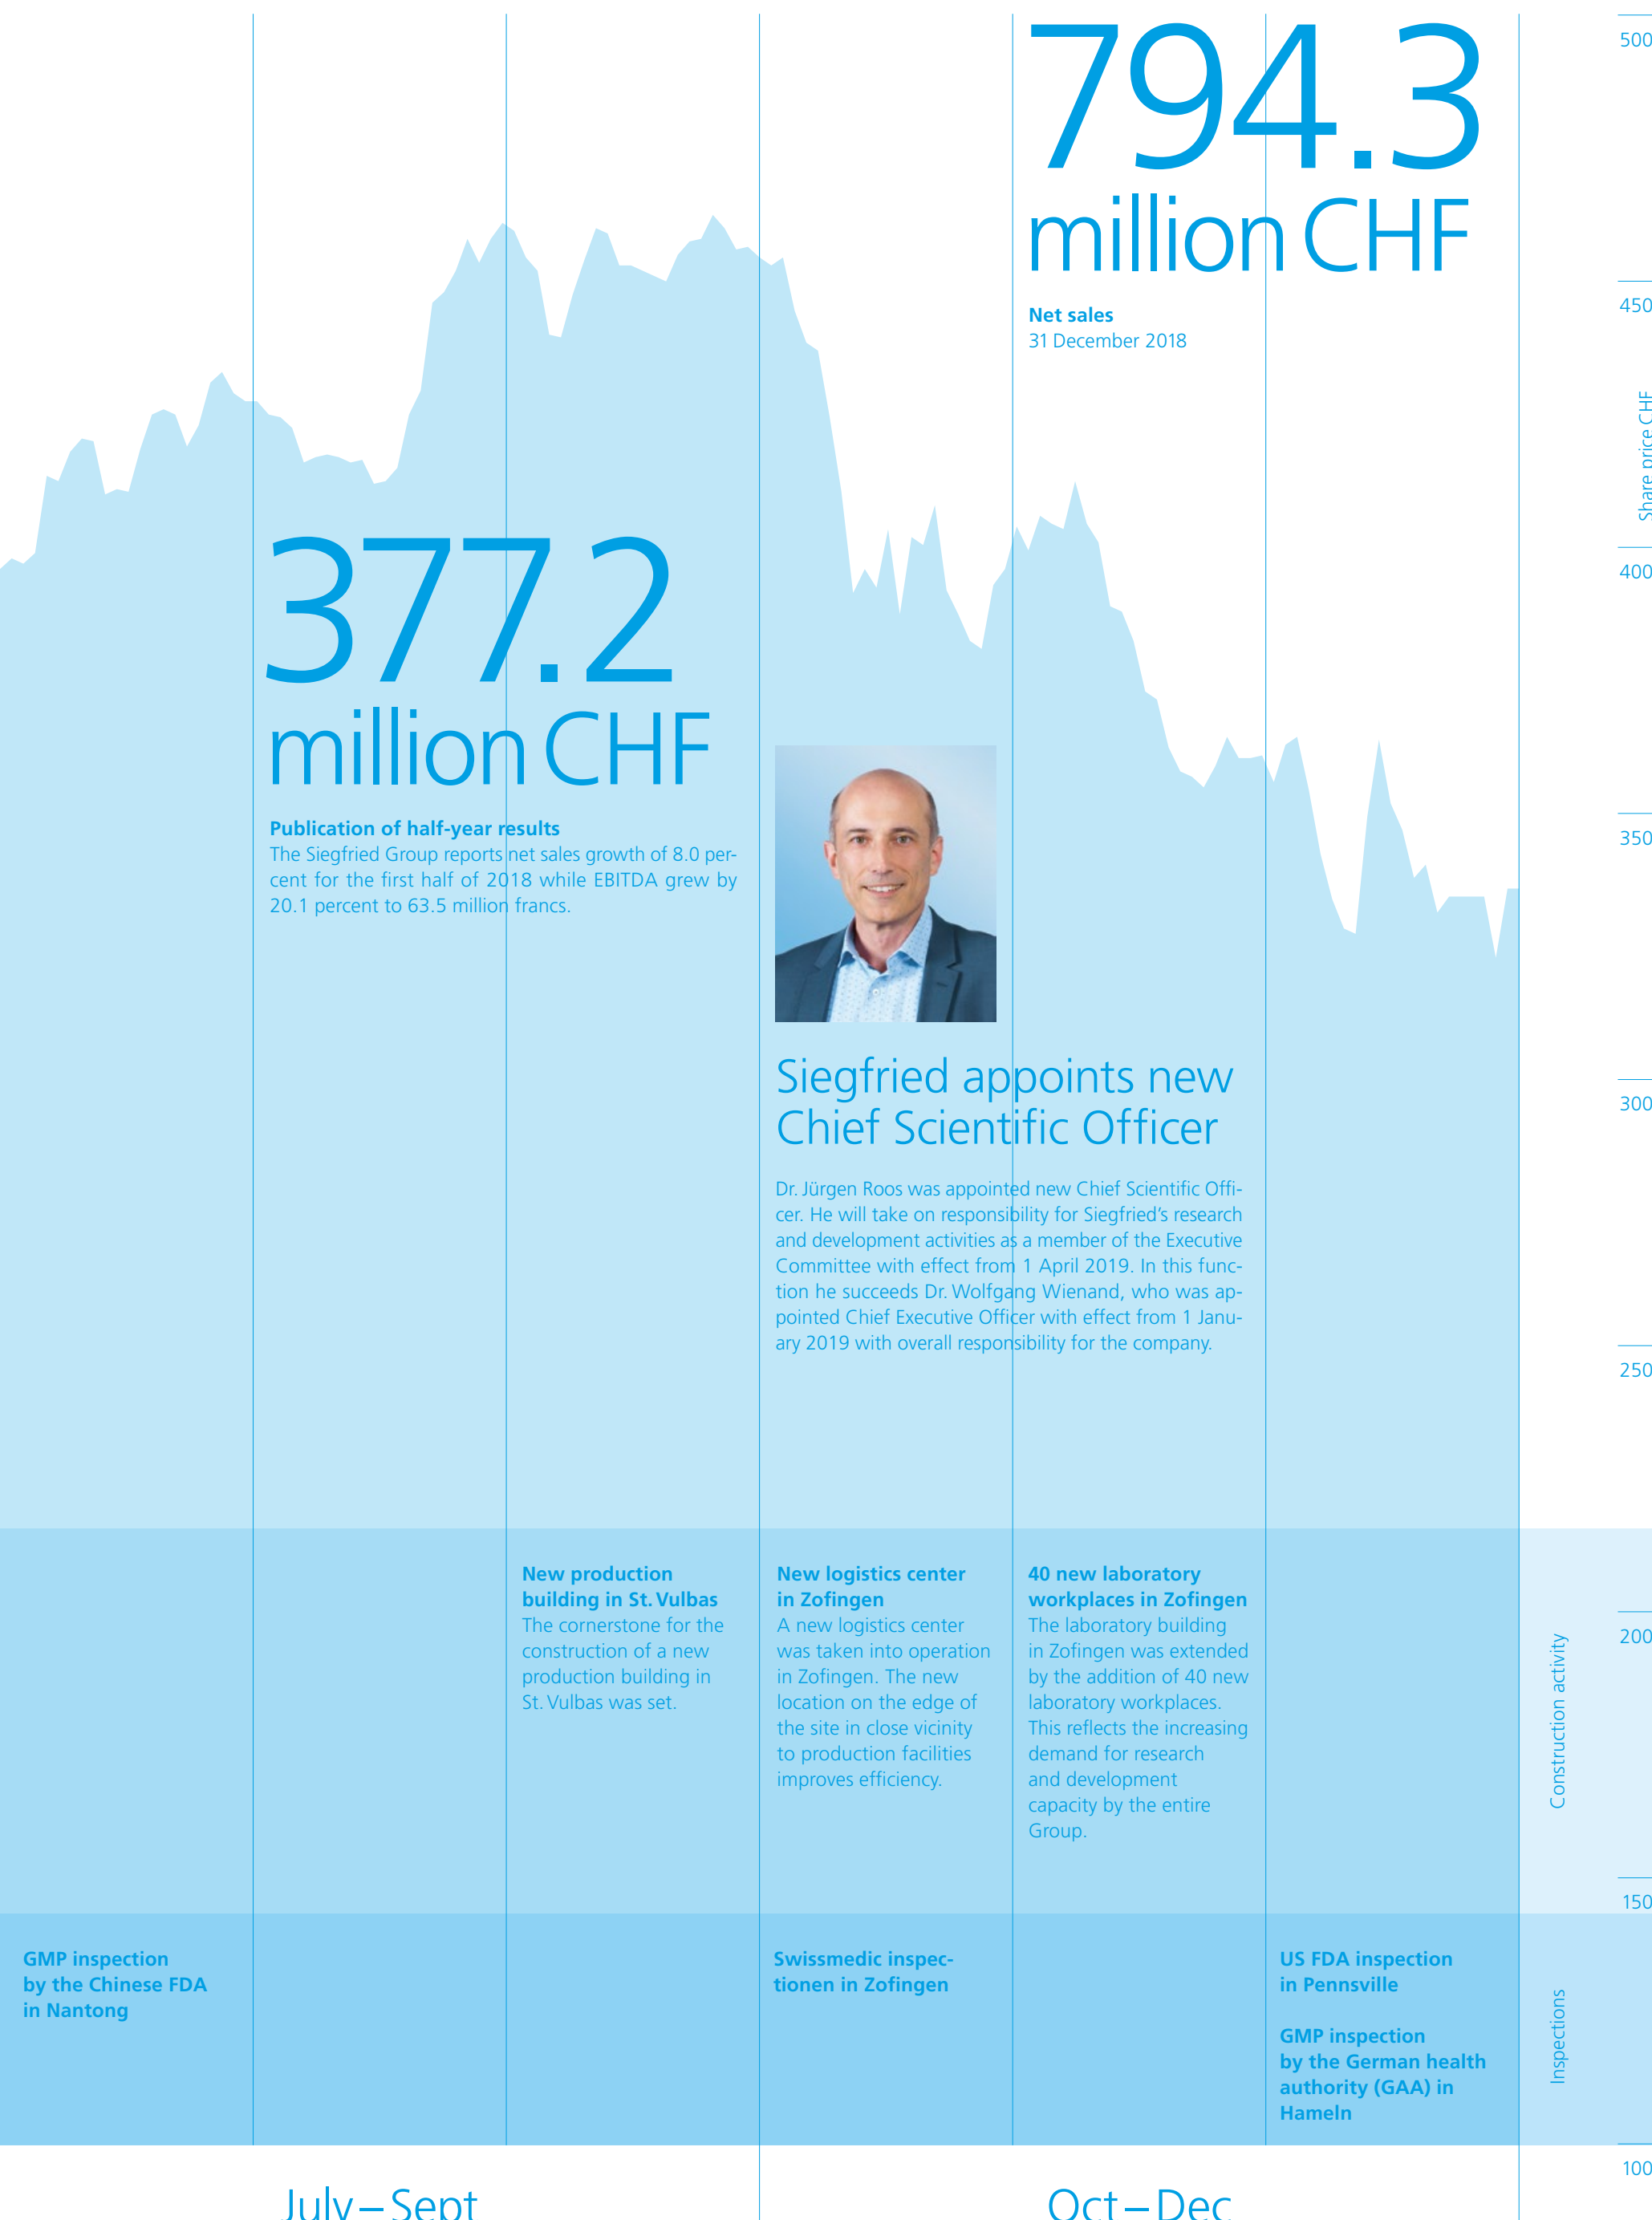 794.3
million CHF
Net sales
31 December 2018
500
450
Share price CHF
400
350
300
250
200
150
100
377.2
million CHF
Publication of half-year results
The Siegfried Group reports net sales growth of 8.0 per-
cent for the first half of 2018 while EBITDA grew by
20.1 percent to 63.5 million francs.
Siegfried appoints new
Chief Scientific Officer
Dr. Jürgen Roos was appointed new Chief Scientific Offi-
cer. He will take on responsibility for Siegfried’s research
and development activities as a member of the Executive
Committee with effect from 1 April 2019. In this func-
tion he succeeds Dr. Wolfgang Wienand, who was ap-
pointed Chief Executive Officer with effect from 1 Janu-
ary 2019 with overall responsibility for the company.
New production
building in St. Vulbas
The cornerstone for the
construction of a new
production building in
St. Vulbas was set.
New logistics center
in Zofingen
A new logistics center
was taken into operation
in Zofingen. The new
location on the edge of
the site in close vicinity
to production facilities
improves efficiency.
40 new laboratory
workplaces in Zofingen
The laboratory building
in Zofingen was extended
by the addition of 40 new
laboratory workplaces.
This reflects the increasing
demand for research
and development
capacity by the entire
Group.
Construction activity
GMP inspection
by the Chinese FDA
in Nantong
Swissmedic inspec-
tionen in Zofingen
US FDA inspection
in Pennsville
GMP inspection
by the German health
authority (GAA) in
Hameln
Inspections
July – Sept
Oct – Dec